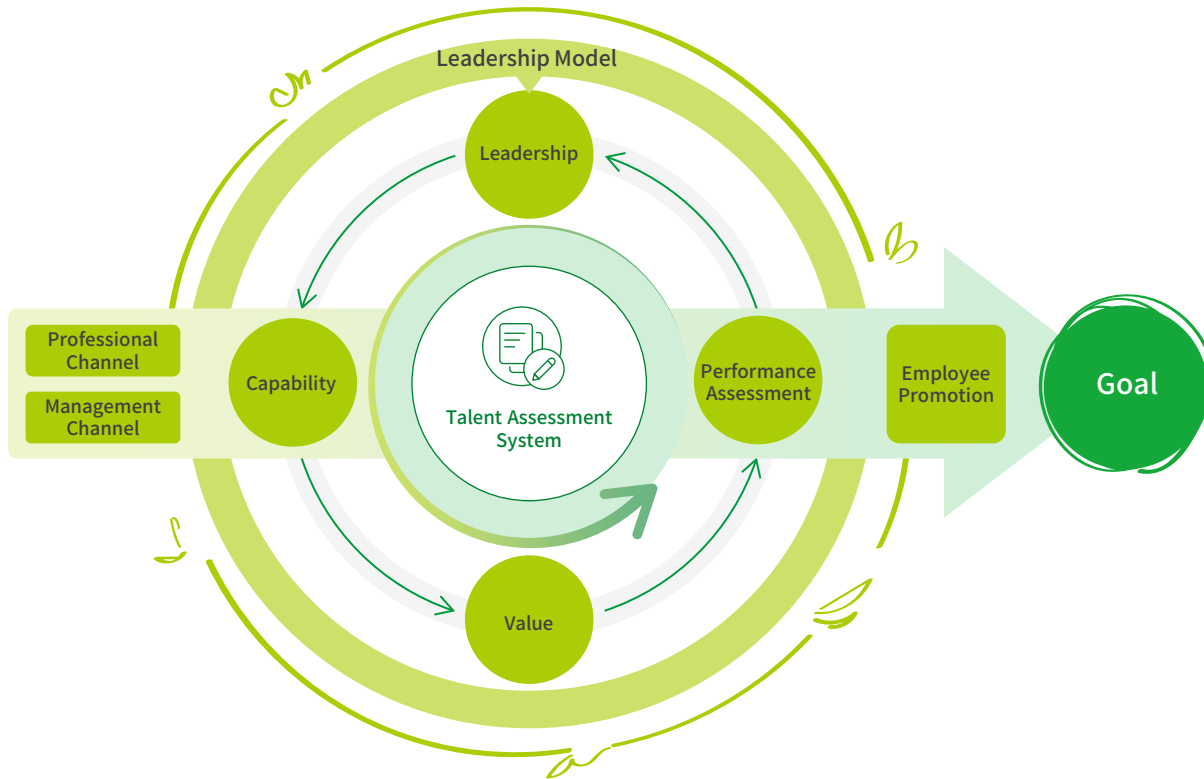 Leadership Model
Leadership
Professional
Channel
Management
Channel
Capability
Talent Assessment
System
Performance
Assessment
Employee
Promotion
Goal
Value